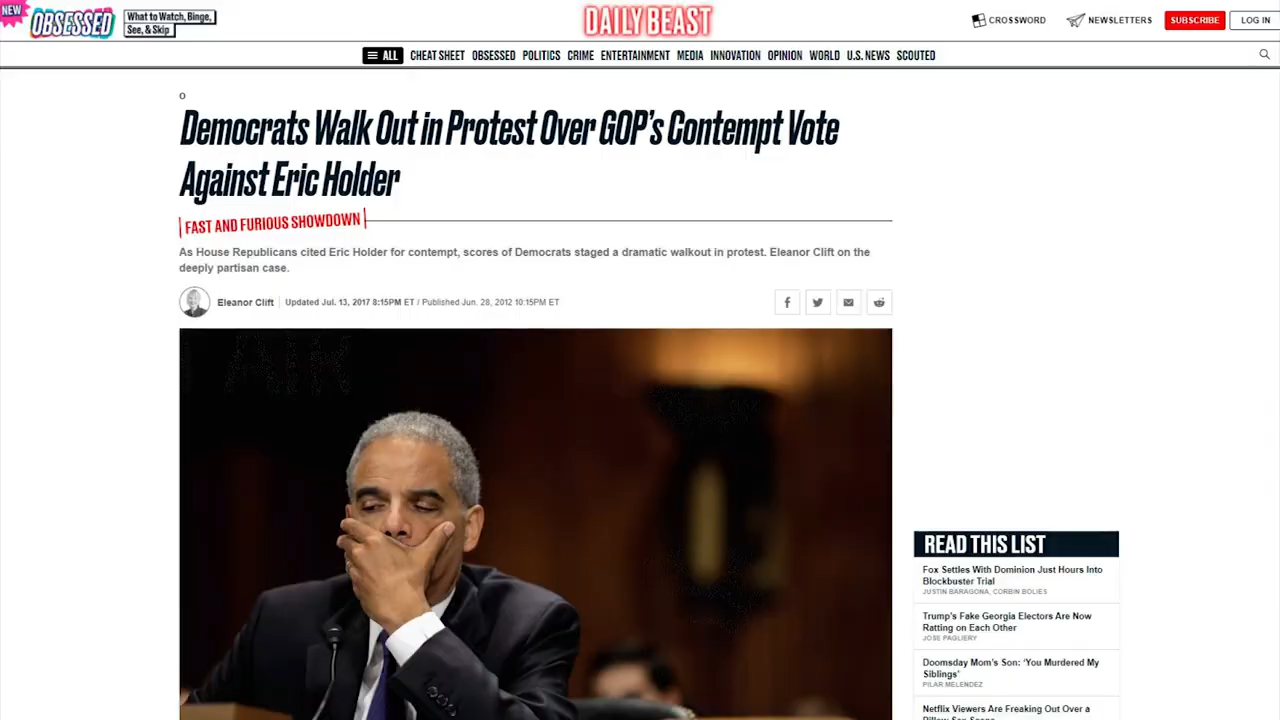 NEW
OBSESSED
What to Watch, Binge,
See, & Skip
DAILY BEAST
CROSSWORD
NEWSLETTERS
SUBSCRIBE
LOG IN
ALL
CHEAT SHEET
OBSESSED
POLITICS
CRIME
ENTERTAINMENT
MEDIA
INNOVATION
OPINION
WORLD
U.S. NEWS
SCOUTED
Democrats Walk Out in Protest Over GOP's Contempt Vote
Against Eric Holder
FAST AND FURIOUS SHOWDOWN
As House Republicans cited Eric Holder for contempt, scores of Democrats staged a dramatic walkout in protest. Eleanor Clift on the
deeply partisan case.
Eleanor Clift
Updated Jul. 13, 2017 8:15PM ET / Published Jun. 28, 2012 10:15PM ET
READ THIS LIST
Fox Settles With Dominion Just Hours Into
Blockbuster Trial
JUSTIN BARAGONA, CORBIN BOLIES
Trump's Fake Georgia Electors Are Now
Ratting on Each Other
JOSE PAGLIERY
Doomsday Mom's Son: 'You Murdered My
Siblings'
PILAR MELENDEZ
Netflix Viewers Are Freaking Out Over a